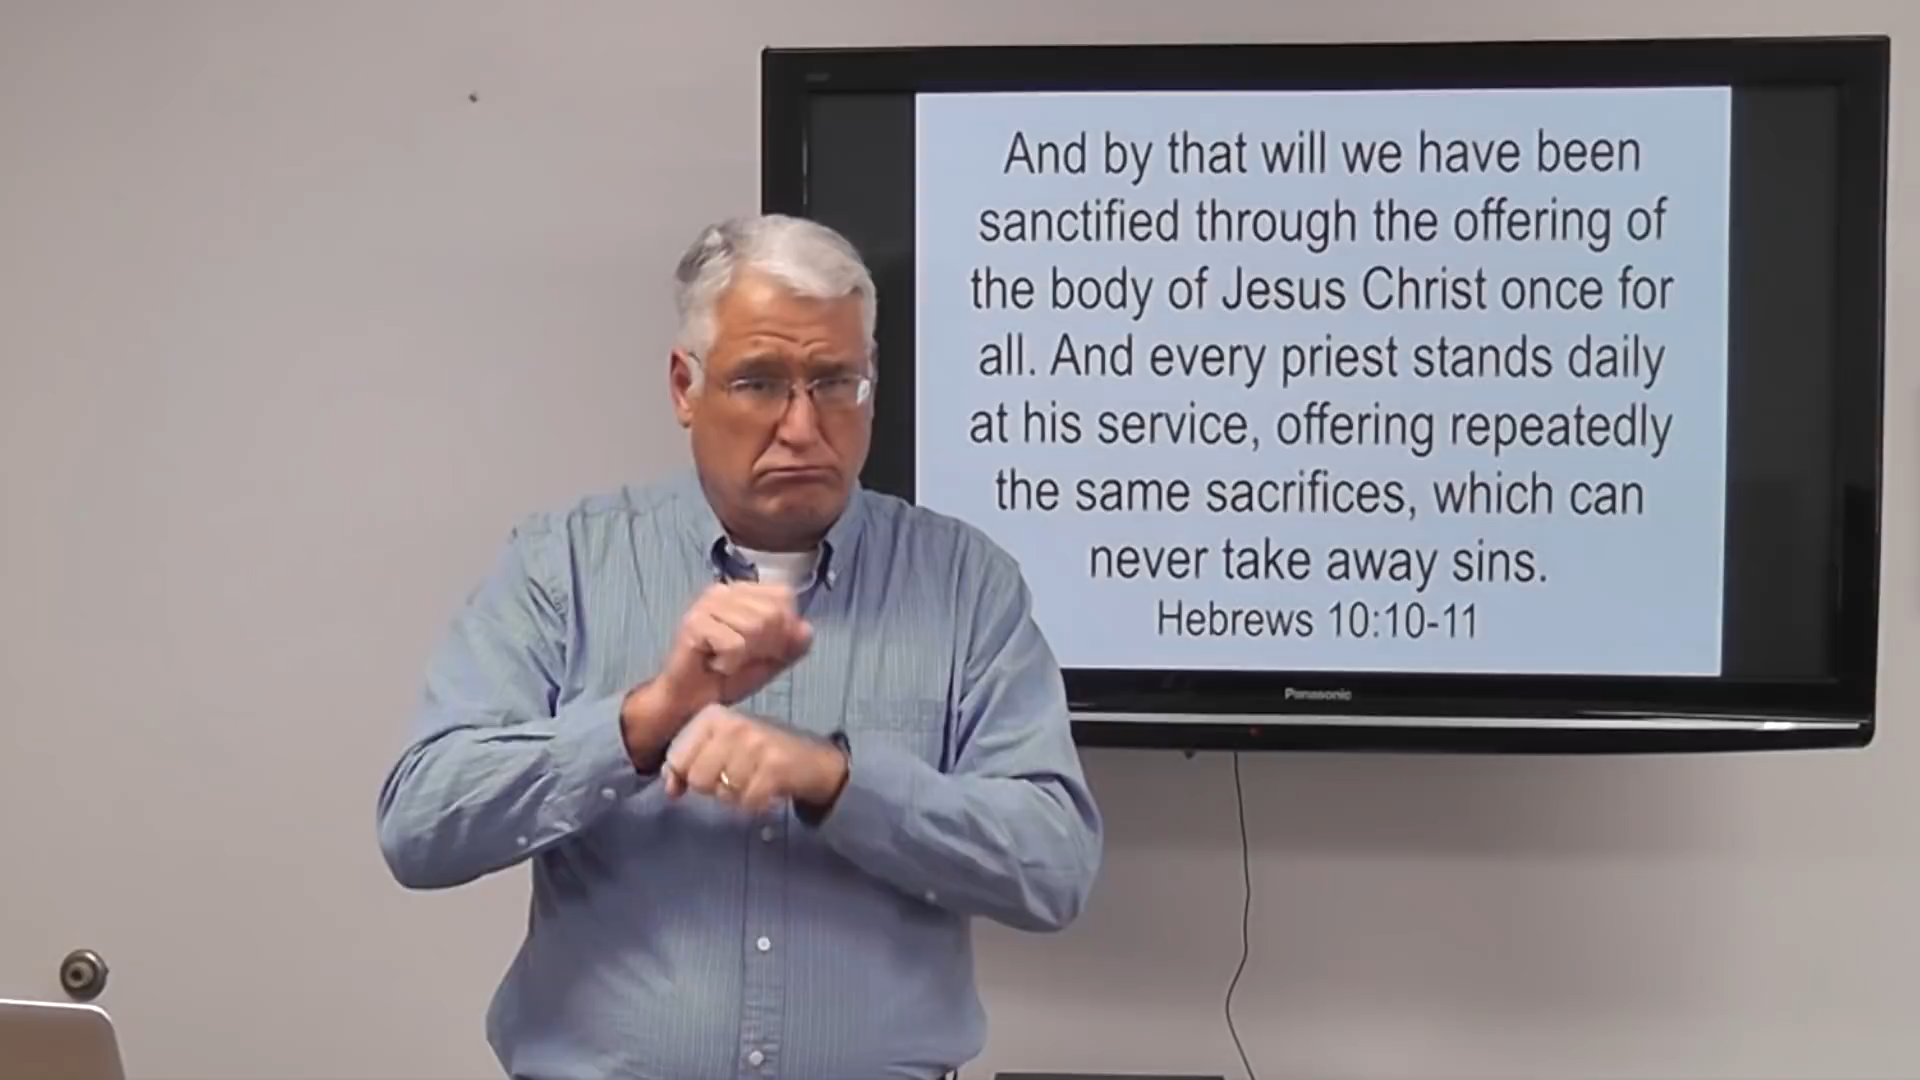 And by that will we have been
sanctified through the offering of
the body of Jesus Christ once for
all. And every priest stands daily
at his service, offering repeatedly
the same sacrifices, which can
never take away sins.
Hebrews 10:10-11
Panasonic